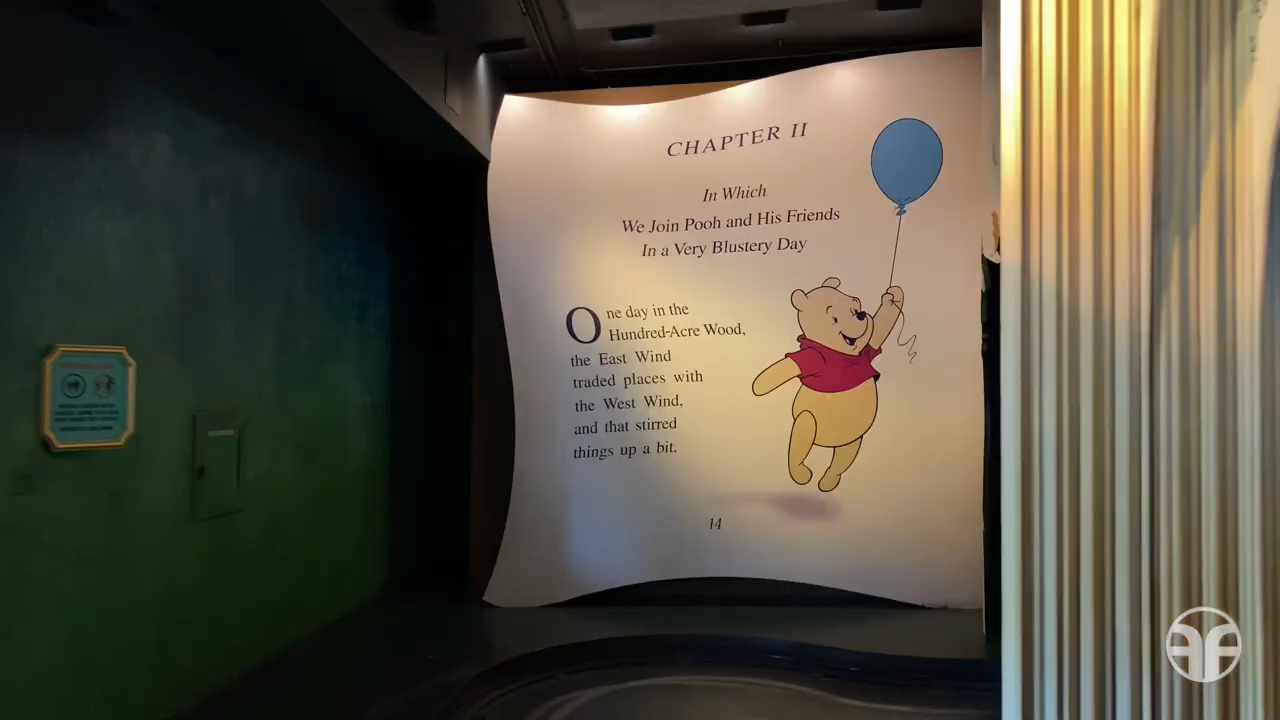 CHAPTER II
In Which
We Join Pooh and His Friends
In a Very Blustery Day
One day in the
Hundred-Acre Wood,
the East Wind
traded places with
the West Wind,
and that stirred
things up a bit.
14